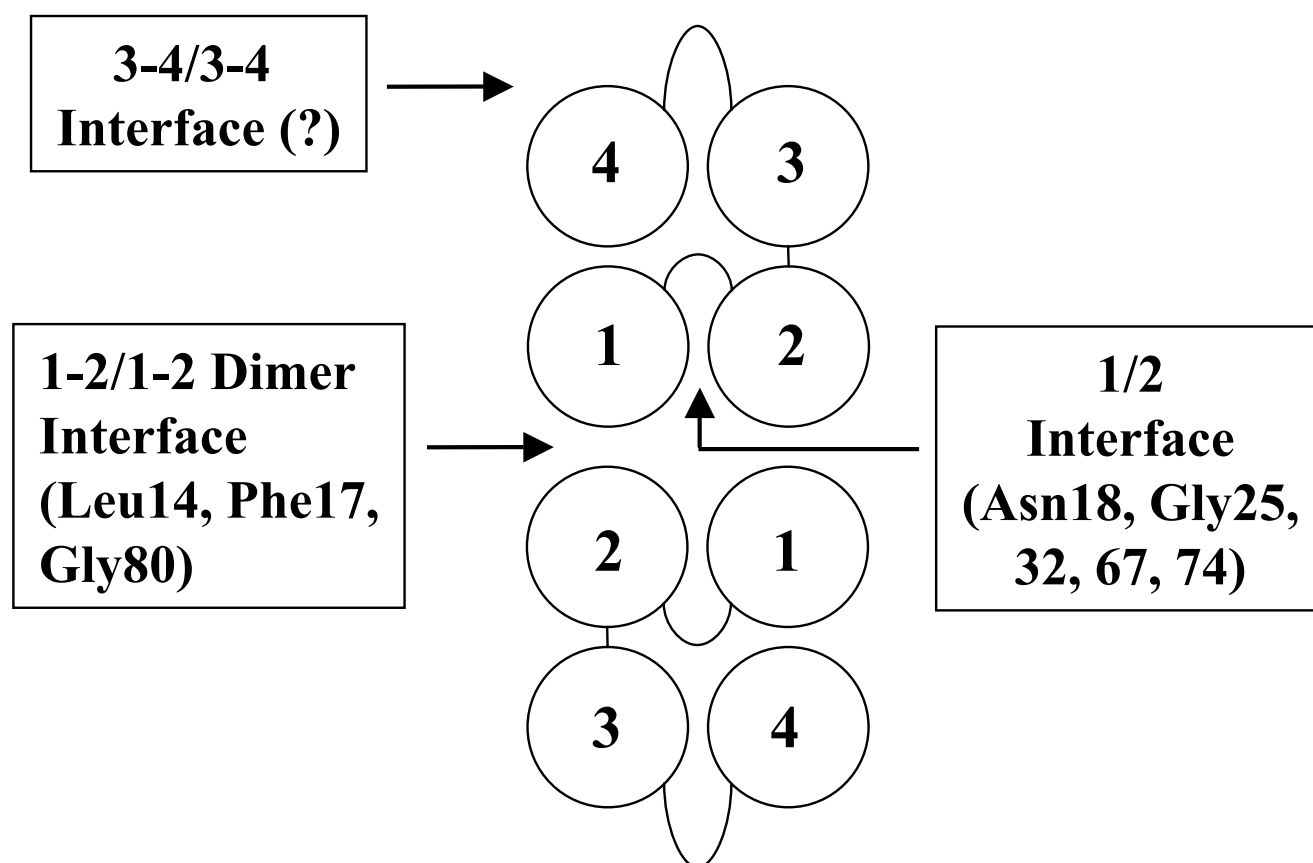 3-4/3-4
Interface (?)
4
3
1
2
1-2/1-2 Dimer
Interface
(Leu14, Phe17,
Gly80)
1/2
Interface
(Asn18, Gly25,
32, 67, 74)
2
1
3
4